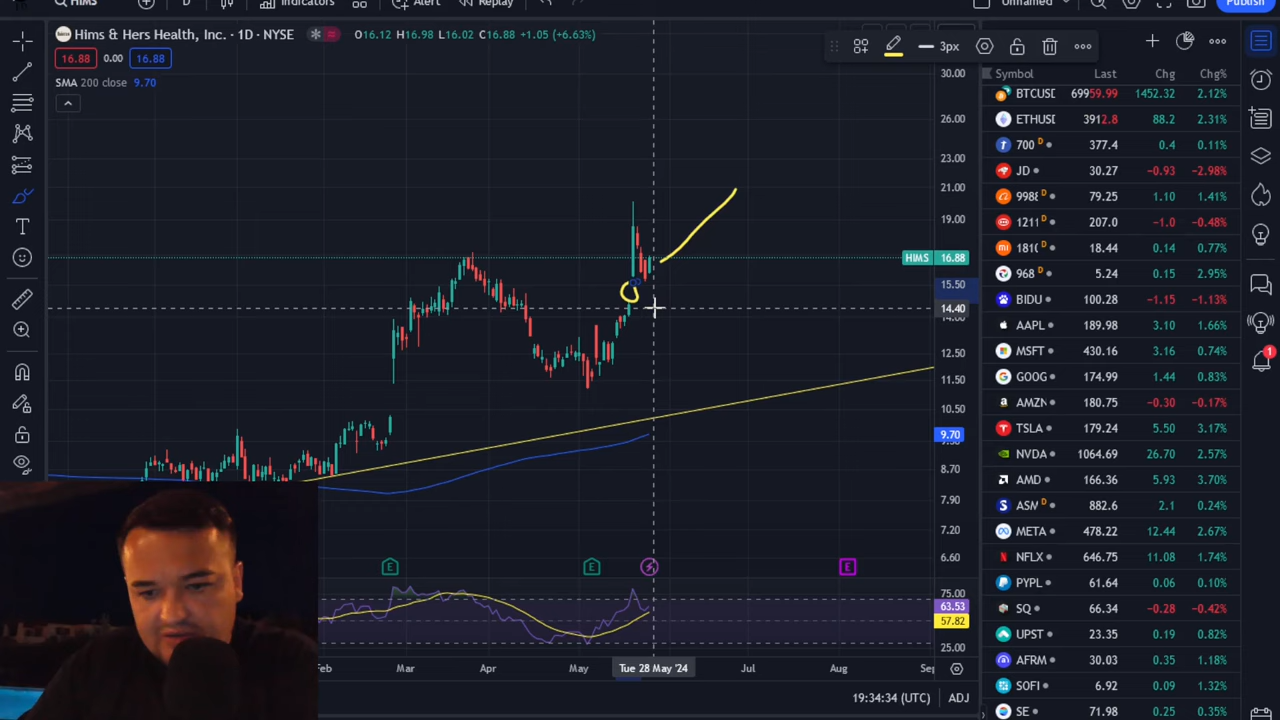 HIMS D Indicators Alert Replay Unnamed Publish
Hims & Hers Health, Inc. · 1D · NYSE O16.12 H16.98 L16.02 C16.88 +1.05 (+6.63%)
16.88 0.00 16.88
SMA 200 close 9.70
3px
30.00
26.00
23.00
21.00
19.00
HIMS 16.88
15.50
14.40
12.50
11.50
10.50
9.70
8.70
7.90
7.20
6.60
E E E
75.00
63.53
57.82
25.00
Feb Mar Apr May Tue 28 May '24 Jul Aug Sep
19:34:34 (UTC) ADJ
Symbol Last Chg Chg%
BTCUSD 69959.99 1452.32 2.12%
ETHUSD 3912.8 88.2 2.31%
700 D 377.4 0.4 0.11%
JD 30.27 -0.93 -2.98%
998 D 79.25 1.10 1.41%
1211 207.0 -1.0 -0.48%
1810 18.44 0.14 0.77%
968 D 5.24 0.15 2.95%
BIDU 100.28 -1.15 -1.13%
AAPL 189.98 3.10 1.66%
MSFT 430.16 3.16 0.74%
GOOG 174.99 1.44 0.83%
AMZN -0.30 -0.17%
180.75
TSLA 179.24 5.50 3.17%
NVDA 1064.69 26.70 2.57%
AMD 166.36 5.93 3.70%
ASM D 882.6 2.1 0.24%
META 478.22 12.44 2.67%
NFLX 646.75 11.08 1.74%
PYPL 61.64 0.06 0.10%
SQ 66.34 -0.28 -0.42%
UPST 23.35 0.19 0.82%
AFRM 30.03 0.35 1.18%
SOFI 6.92 0.09 1.32%
SE 71.98 0.25 0.35%
1